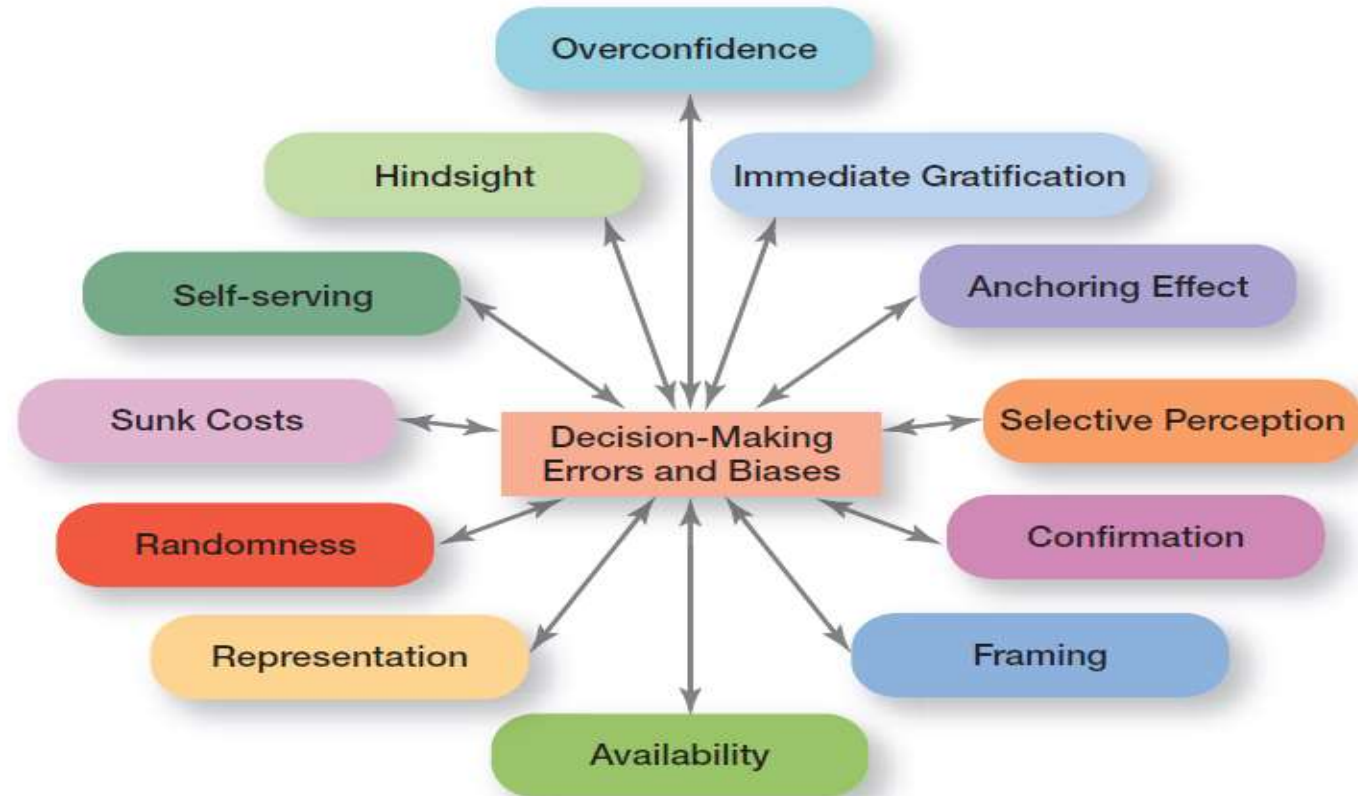 Overconfidence
Hindsight
Immediate Gratification
Self-serving
Anchoring Effect
Sunk Costs
Decision-Making
Errors and Biases
Selective Perception
Randomness
Confirmation
Representation
Framing
Availability